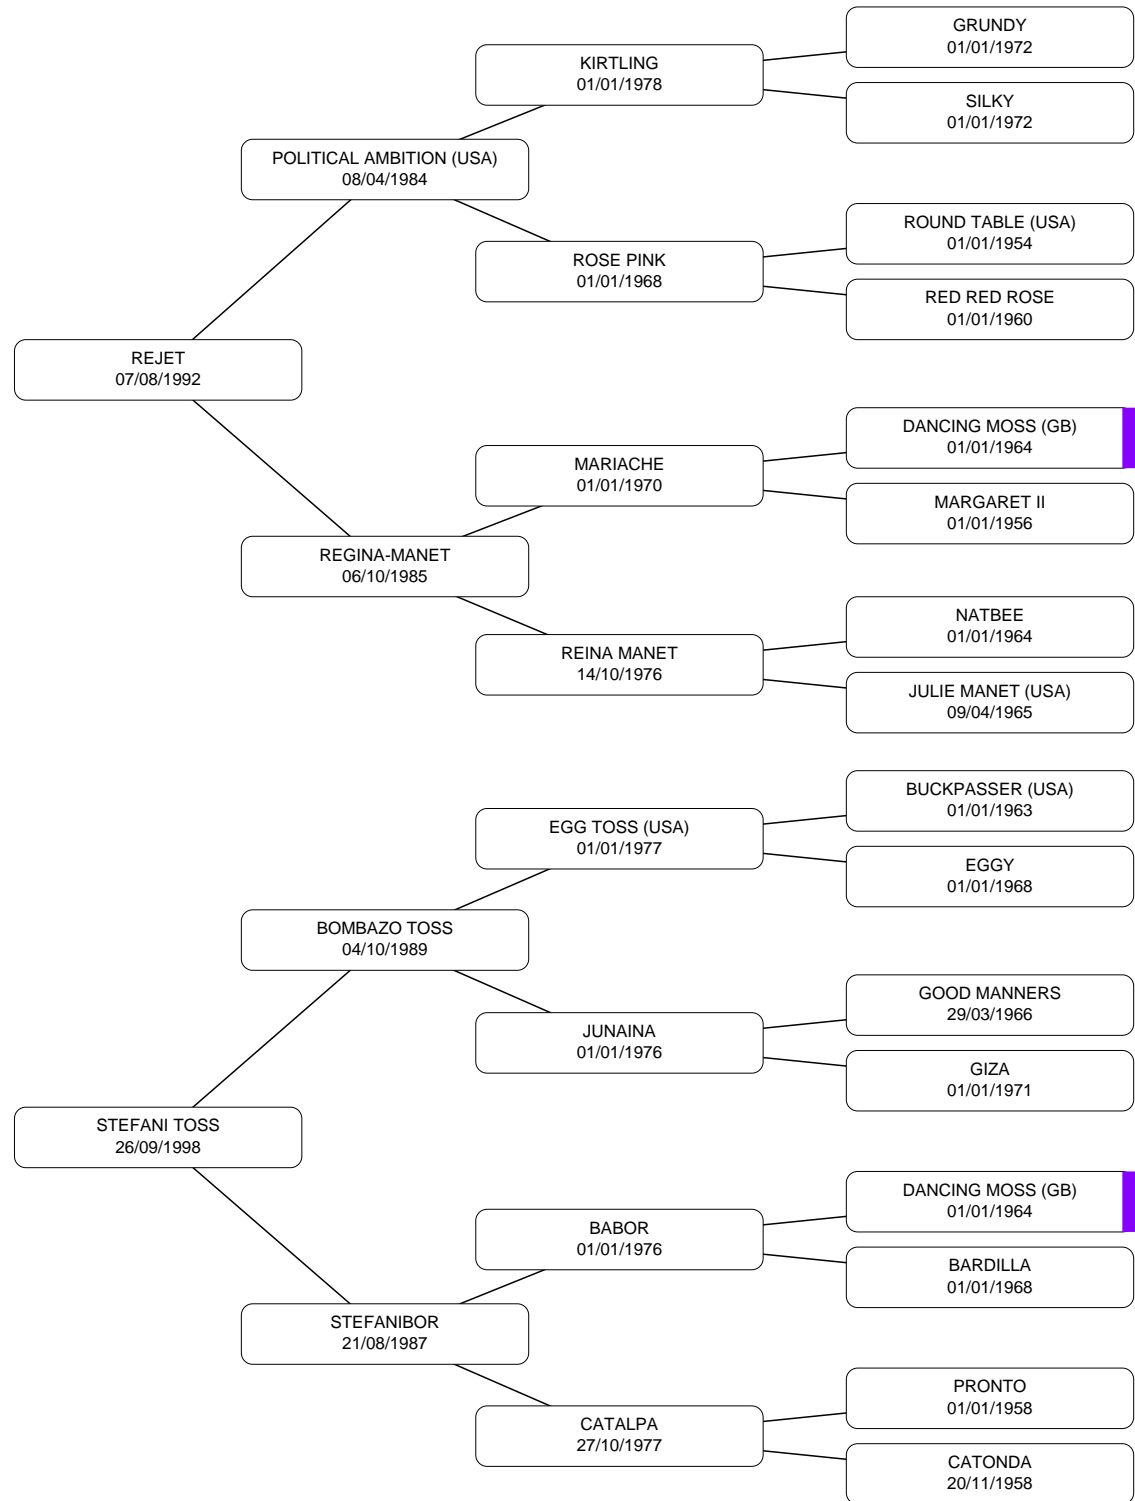 GRUNDY
01/01/1972
KIRTLING
01/01/1978
SILKY
01/01/1972
POLITICAL AMBITION (USA)
08/04/1984
ROUND TABLE (USA)
01/01/1954
ROSE PINK
01/01/1968
RED RED ROSE
01/01/1960
REJET
07/08/1992
DANCING MOSS (GB)
01/01/1964
MARIACHE
01/01/1970
MARGARET II
01/01/1956
REGINA-MANET
06/10/1985
NATBEE
01/01/1964
REINA MANET
14/10/1976
JULIE MANET (USA)
09/04/1965
BUCKPASSER (USA)
01/01/1963
EGG TOSS (USA)
01/01/1977
EGGY
01/01/1968
BOMBAZO TOSS
04/10/1989
GOOD MANNERS
29/03/1966
JUNAINA
01/01/1976
GIZA
01/01/1971
STEFANI TOSS
26/09/1998
DANCING MOSS (GB)
01/01/1964
BABOR
01/01/1976
BARDILLA
01/01/1968
STEFANIBOR
21/08/1987
PRONTO
01/01/1958
CATALPA
27/10/1977
CATONDA
20/11/1958